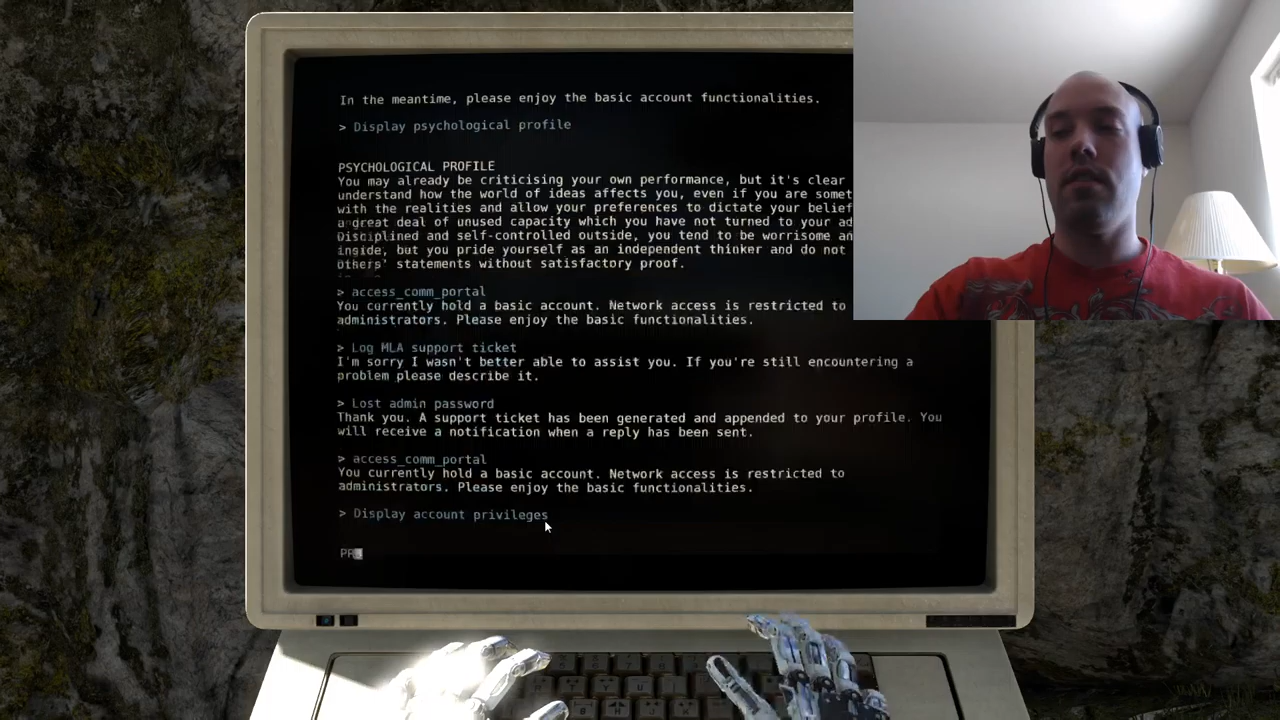 In the meantime, please enjoy the basic account functionalities.
> Display psychological profile
PSYCHOLOGICAL PROFILE
You may already be criticising your own performance, but it's clear
understand how the world of ideas affects you, even if you are somet
with the realities and allow your preferences to dictate your belief
a great deal of unused capacity which you have not turned to your ad
Disciplined and self-controlled outside, you tend to be worrisome an
inside, but you pride yourself as an independent thinker and do not
others' statements without satisfactory proof.
> access_comm_portal
You currently hold a basic account. Network access is restricted to
administrators. Please enjoy the basic functionalities.
> Log MLA support ticket
I'm sorry I wasn't better able to assist you. If you're still encountering a
problem please describe it.
> Lost admin password
Thank you. A support ticket has been generated and appended to your profile. You
will receive a notification when a reply has been sent.
> access_comm_portal
You currently hold a basic account. Network access is restricted to
administrators. Please enjoy the basic functionalities.
> Display account privileges
PR